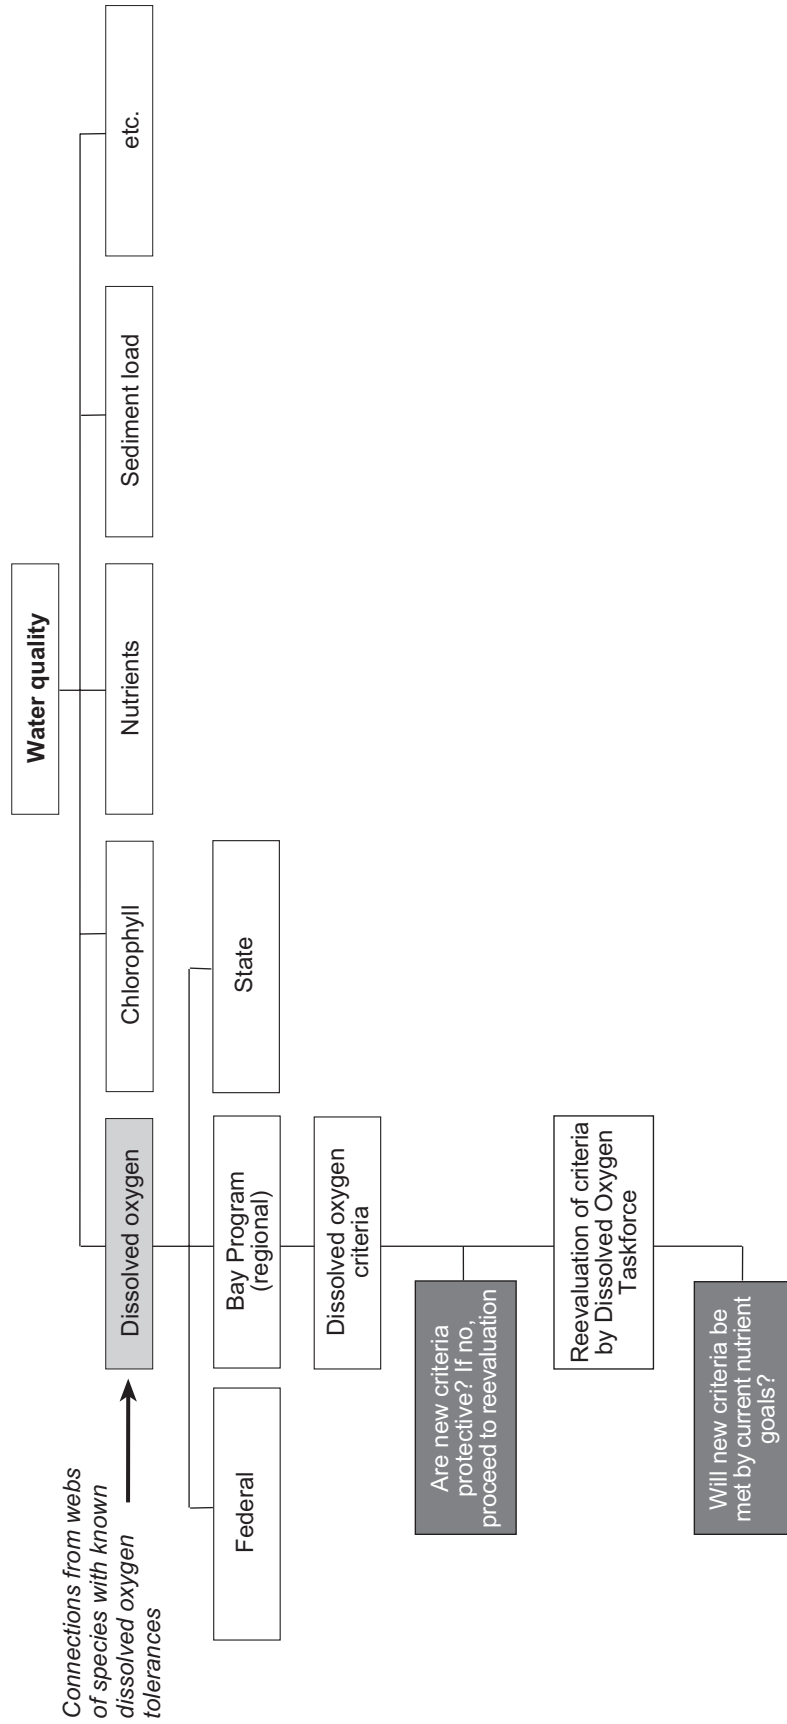 Water quality
Connections from webs
of species with known
dissolved oxygen
tolerances
Dissolved oxygen
Chlorophyll
Nutrients
Sediment load
etc.
Federal
Bay Program
(regional)
State
Dissolved oxygen
criteria
Are new criteria
protective? If no,
proceed to reevaluation
Reevaluation of criteria
by Dissolved Oxygen
Taskforce
Will new criteria be
met by current nutrient
goals?